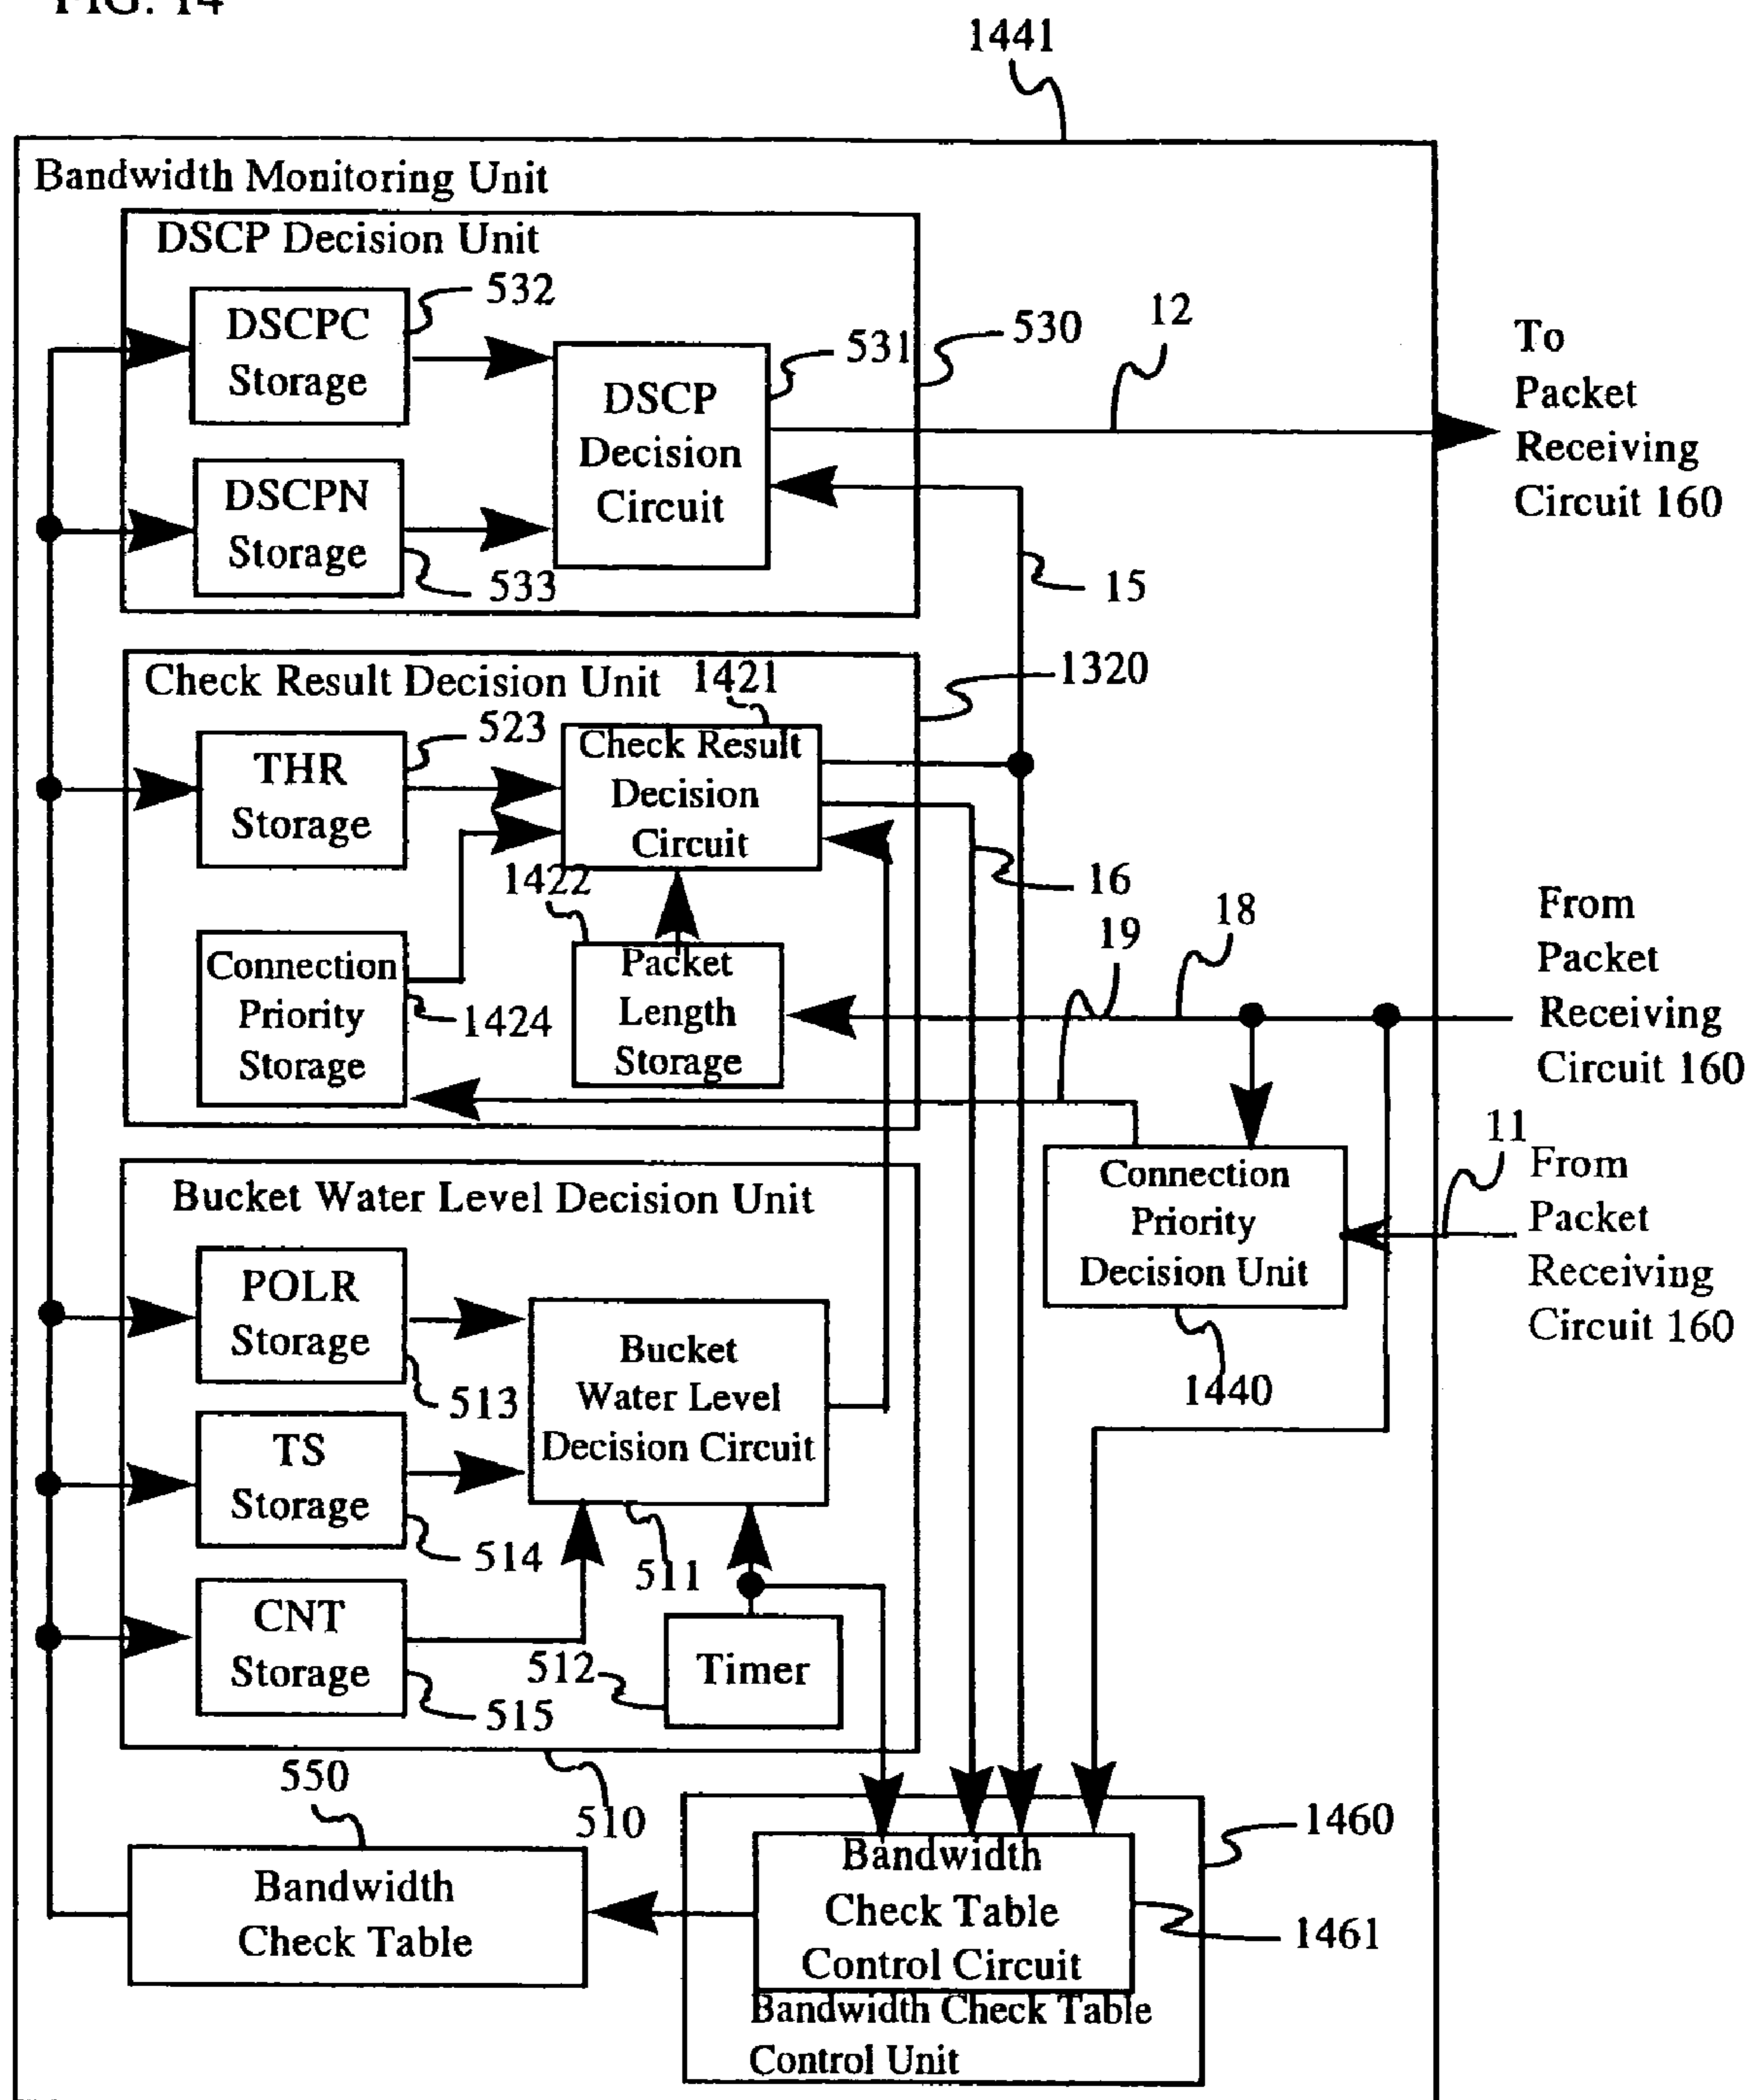 FIG. 14
1441
Bandwidth Monitoring Unit
DSCP Decision Unit
DSCPC
Storage
532
DSCPN
Storage
533
DSCP
Decision
Circuit
531
530
12
To
Packet
Receiving
Circuit 160
15
Check Result Decision Unit
1421
1320
THR
Storage
523
Check Result
Decision
Circuit
1422
16
Connection
Priority
Storage
1424
Packet
Length
Storage
19
18
From
Packet
Receiving
Circuit 160
11
From
Packet
Receiving
Circuit 160
Connection
Priority
Decision Unit
1440
Bucket Water Level Decision Unit
POLR
Storage
513
TS
Storage
514
CNT
Storage
515
Bucket
Water Level
Decision Circuit
511
512
Timer
510
550
Bandwidth
Check Table
Bandwidth
Check Table
Control Circuit
Bandwidth Check Table
Control Unit
1460
1461